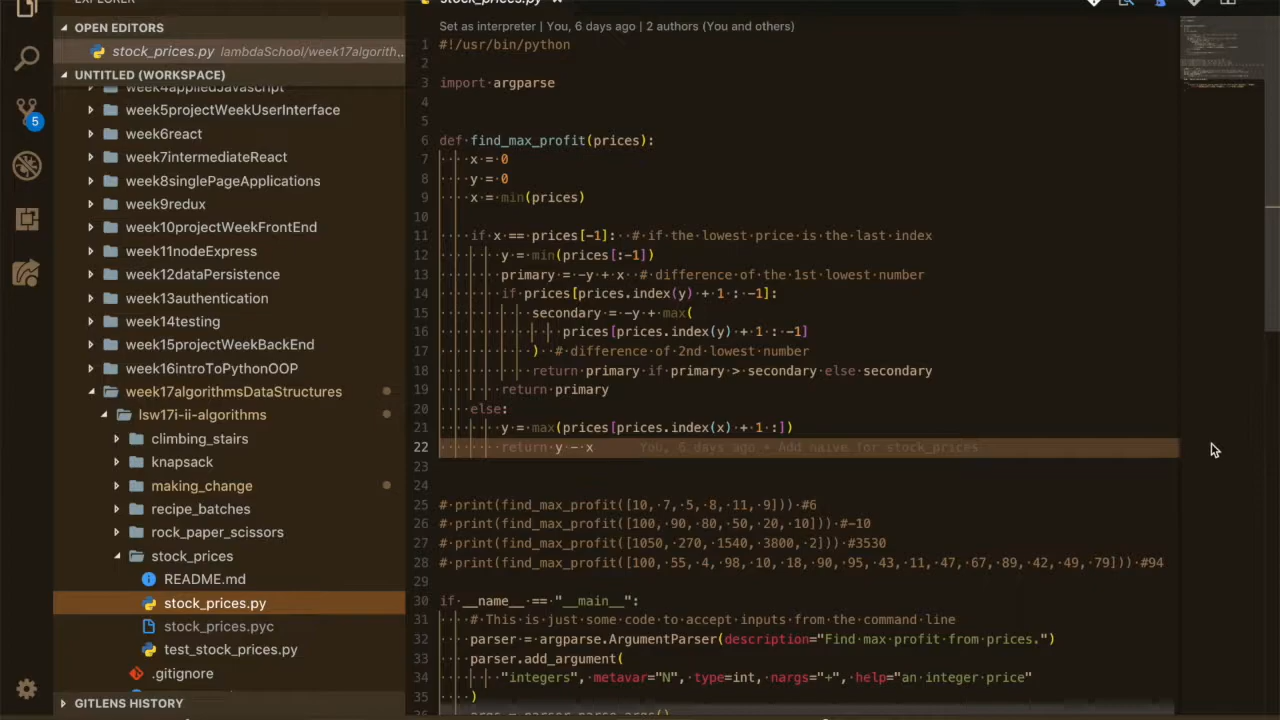 EXPLORER
OPEN EDITORS
stock_prices.py lambdaSchool/week17algorith...
UNTITLED (WORKSPACE)
week4appliedJavascript
week5projectWeekUserInterface
week6react
week7intermediateReact
week8singlePageApplications
week9redux
week10projectWeekFrontEnd
week11nodeExpress
week12dataPersistence
week13authentication
week14testing
week15projectWeekBackEnd
week16introToPythonOOP
week17algorithmsDataStructures
lsw17i-ii-algorithms
climbing_stairs
knapsack
making_change
recipe_batches
rock_paper_scissors
stock_prices
README.md
stock_prices.py
stock_prices.pyc
test_stock_prices.py
.gitignore
GITLENS HISTORY
5
stock_prices.py
Set as interpreter | You, 6 days ago | 2 authors (You and others)
1 #!/usr/bin/python
2
3 import argparse
4
5
6 def find_max_profit(prices):
7 x = 0
8 y = 0
9 x = min(prices)
10
11 if x == prices[-1]: # if the lowest price is the last index
12 y = min(prices[:-1])
13 primary = -y + x # difference of the 1st lowest number
14 if prices[prices.index(y) + 1 : -1]:
15 secondary = -y + max(
16 prices[prices.index(y) + 1 : -1]
17 ) # difference of 2nd lowest number
18 return primary if primary > secondary else secondary
19 return primary
20 else:
21 y = max(prices[prices.index(x) + 1 :])
22 return y - x You, 6 days ago • Add naive for stock_prices
23
24
25 # print(find_max_profit([10, 7, 5, 8, 11, 9])) #6
26 # print(find_max_profit([100, 90, 80, 50, 20, 10])) #-10
27 # print(find_max_profit([1050, 270, 1540, 3800, 2])) #3530
28 # print(find_max_profit([100, 55, 4, 98, 10, 18, 90, 95, 43, 11, 47, 67, 89, 42, 49, 79])) #94
29
30 if __name__ == "__main__":
31 # This is just some code to accept inputs from the command line
32 parser = argparse.ArgumentParser(description="Find max profit from prices.")
33 parser.add_argument(
34 "integers", metavar="N", type=int, nargs="+", help="an integer price"
35 )